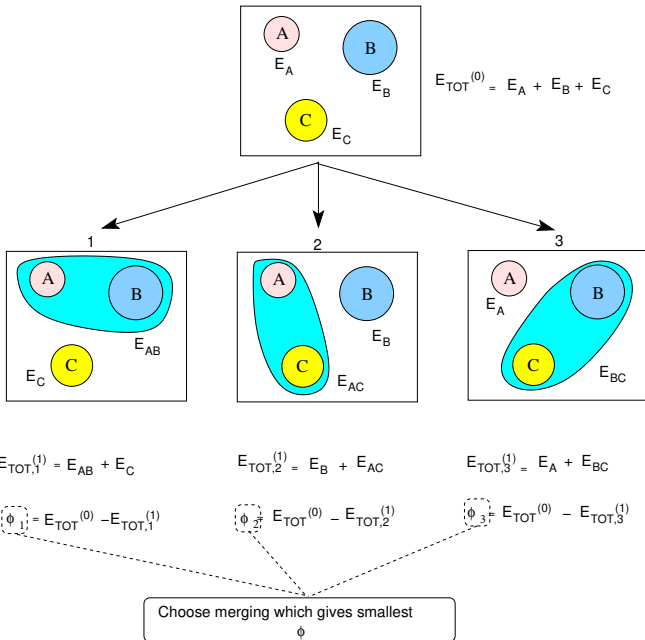 A
B
E_A
E_B
E_TOT^(0) = E_A + E_B + E_C
C
E_C
1
2
3
A
B
E_AB
C
E_C
A
B
E_B
C
E_AC
A
E_A
B
C
E_BC
E_TOT,1^(1) = E_AB + E_C
E_TOT,2^(1) = E_B + E_AC
E_TOT,3^(1) = E_A + E_BC
ϕ_1 = E_TOT^(0) – E_TOT,1^(1)
ϕ_2 = E_TOT^(0) – E_TOT,2^(1)
ϕ_3 = E_TOT^(0) – E_TOT,3^(1)
Choose merging which gives smallest
ϕ